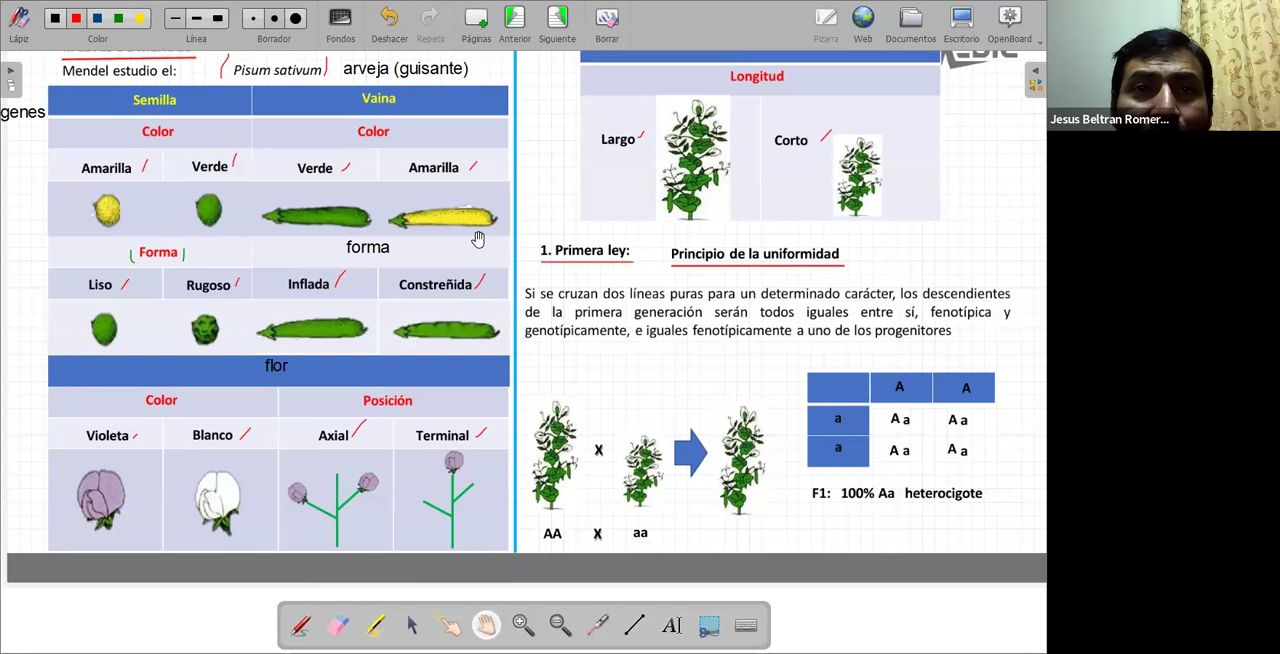 Color
Línea
Borrador
Lápiz
Fondos
Deshacer
Repetir
Páginas
Anterior
Siguiente
Borrar
Pizarra
Web
Documentos
Escritorio
OpenBoard
Mendel estudio el:
Pisum sativum
arveja (guisante)
genes
Semilla
Vaina
Color
Color
Amarilla
Verde
Verde
Amarilla
Forma
forma
Liso
Rugoso
Inflada
Constreñida
flor
Color
Posición
Violeta
Blanco
Axial
Terminal
Longitud
Largo
Corto
1. Primera ley:
Principio de la uniformidad
Si se cruzan dos líneas puras para un determinado carácter, los descendientes
de la primera generación serán todos iguales entre sí, fenotípica y
genotípicamente, e iguales fenotípicamente a uno de los progenitores
X
AA X aa
A A
a A a A a
a A a A a
F1: 100% Aa heterocigote
AI
Jesus Beltran Romer...